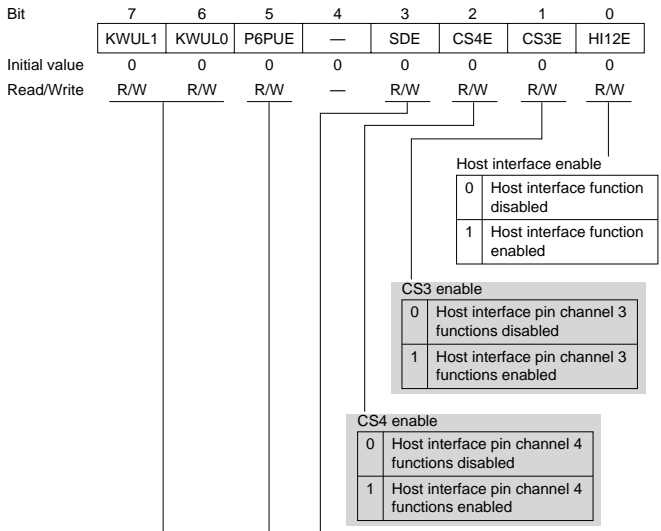 Bit 7 6 5 4 3 2 1 0
KWUL1 KWUL0 P6PUE — SDE CS4E CS3E HI12E
Initial value 0 0 0 0 0 0 0 0
Read/Write R/W R/W R/W — R/W R/W R/W R/W
Host interface enable
0 Host interface function
disabled
1 Host interface function
enabled
CS3 enable
0 Host interface pin channel 3
functions disabled
1 Host interface pin channel 3
functions enabled
CS4 enable
0 Host interface pin channel 4
functions disabled
1 Host interface pin channel 4
functions enabled